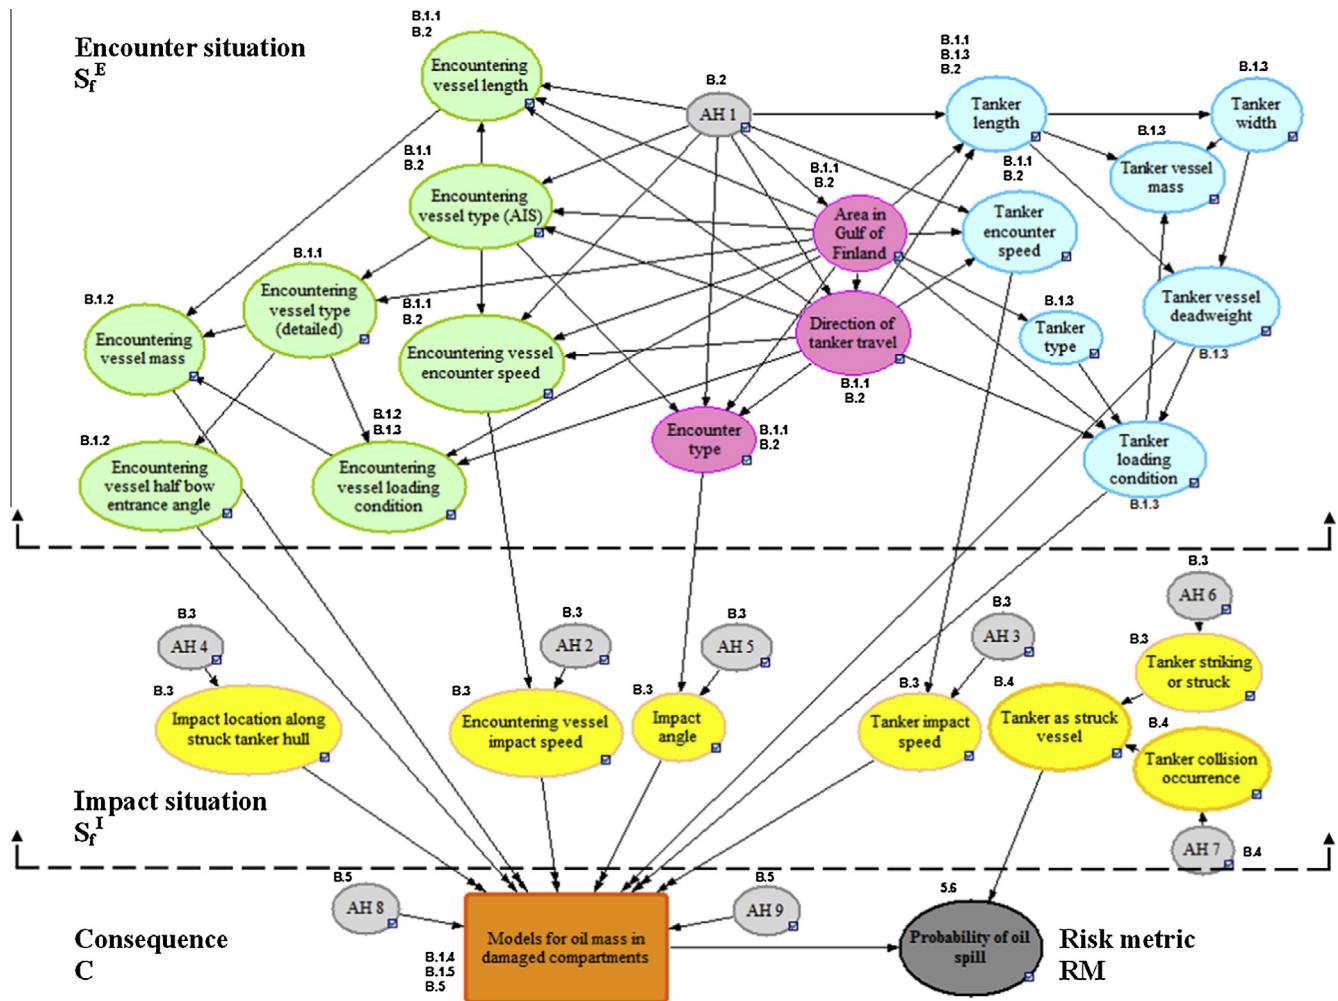 Encounter situation
S_f^E
B.1.1
B.2
Encountering
vessel length
B.2
AH 1
B.1.1
B.1.3
B.2
Tanker
length
B.1.3
Tanker
width
B.1.3
Tanker vessel
mass
B.1.1
B.2
Encountering
vessel type (AIS)
B.1.1
B.2
Area in
Gulf of
Finland
B.1.1
B.2
Tanker
encounter
speed
B.1.1
Encountering
vessel type
(detailed)
B.1.2
Encountering
vessel mass
B.1.1
B.2
Encountering vessel
encounter speed
Direction of
tanker travel
B.1.1
B.2
B.1.3
Tanker
type
Tanker vessel
deadweight
B.1.3
B.1.2
Encountering
vessel half bow
entrance angle
B.1.2
B.1.3
Encountering
vessel loading
condition
Encounter
type
B.1.1
B.2
Tanker
loading
condition
B.1.3
B.3
AH 4
B.3
Impact location along
struck tanker hull
B.3
AH 2
B.3
Encountering vessel
impact speed
B.3
AH 5
B.3
Impact
angle
B.3
AH 3
B.3
Tanker impact
speed
B.3
AH 6
B.3
Tanker striking
or struck
B.4
Tanker as struck
vessel
B.4
Tanker collision
occurrence
AH 7
B.4
Impact situation
S_f^I
B.5
AH 8
B.5
AH 9
Models for oil mass in
damaged compartments
B.1.4
B.1.5
B.5
5.6
Probability of oil
spill
Consequence
C
Risk metric
RM